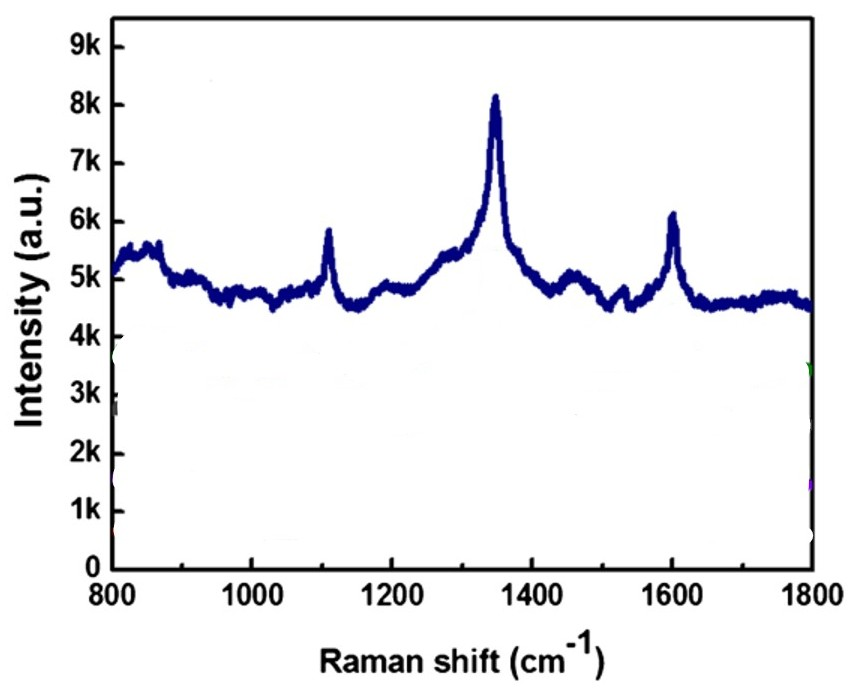 9k
8k
7k
6k
5k
4k
3k
2k
1k
0
Intensity (a.u.)
800 1000 1200 1400 1600 1800
Raman shift (cm-1)